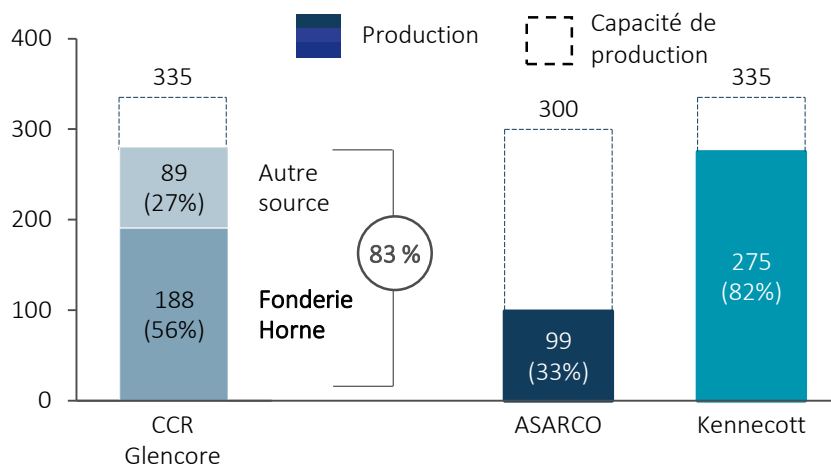 Production
Capacité de
production
400
300
200
100
0
335
89
(27%)
188
(56%)
Autre
source
Fonderie
Horne
83 %
300
99
(33%)
335
275
(82%)
CCR
Glencore
ASARCO
Kennecott